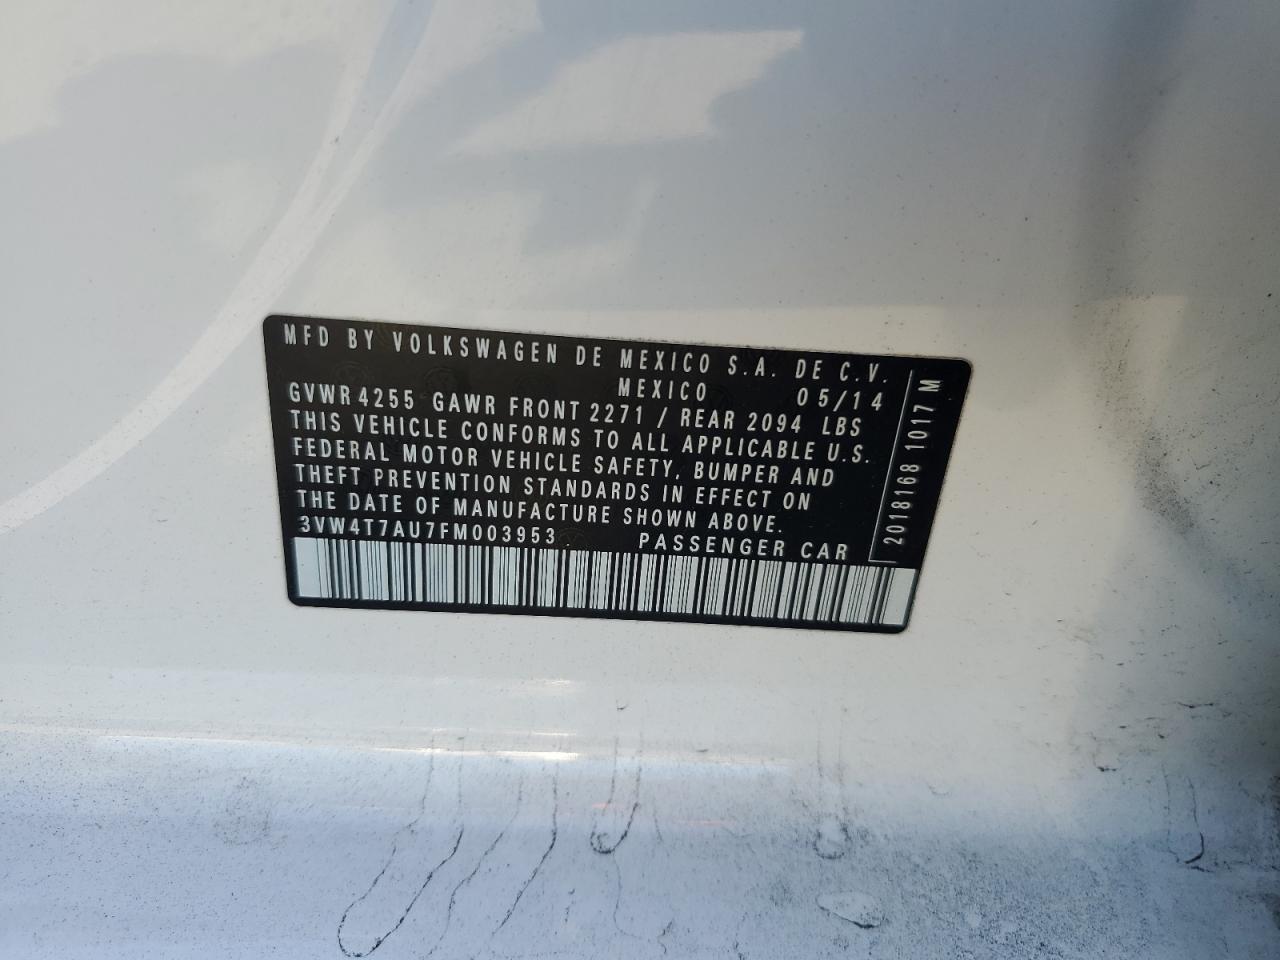 MFD BY VOLKSWAGEN DE MEXICO S.A. DE C.V.
MEXICO 05/14
GVWR 4255 GAWR FRONT 2271 / REAR 2094 LBS
THIS VEHICLE CONFORMS TO ALL APPLICABLE U.S.
FEDERAL MOTOR VEHICLE SAFETY, BUMPER AND
THEFT PREVENTION STANDARDS IN EFFECT ON
THE DATE OF MANUFACTURE SHOWN ABOVE.
3VW4T7AU7FM003953 PASSENGER CAR
2018168 1017 M